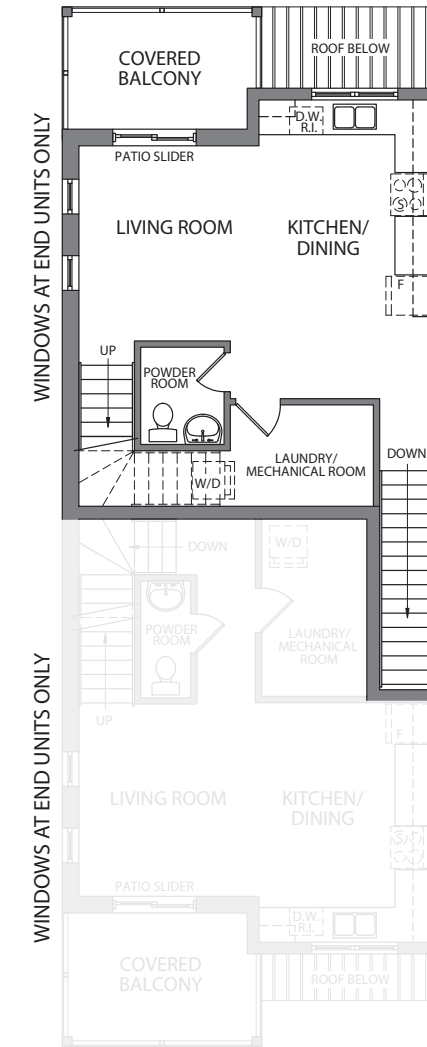 COVERED
BALCONY
ROOF BELOW
D.W.
R.I.
PATIO SLIDER
WINDOWS AT END UNITS ONLY
LIVING ROOM
KITCHEN/
DINING
S
F
UP
POWDER
ROOM
LAUNDRY/
MECHANICAL ROOM
W/D
DOWN
DOWN
W/D
POWDER
ROOM
LAUNDRY/
MECHANICAL
ROOM
WINDOWS AT END UNITS ONLY
UP
F
LIVING ROOM
KITCHEN/
DINING
S
PATIO SLIDER
D.W.
R.I.
COVERED
BALCONY
ROOF BELOW